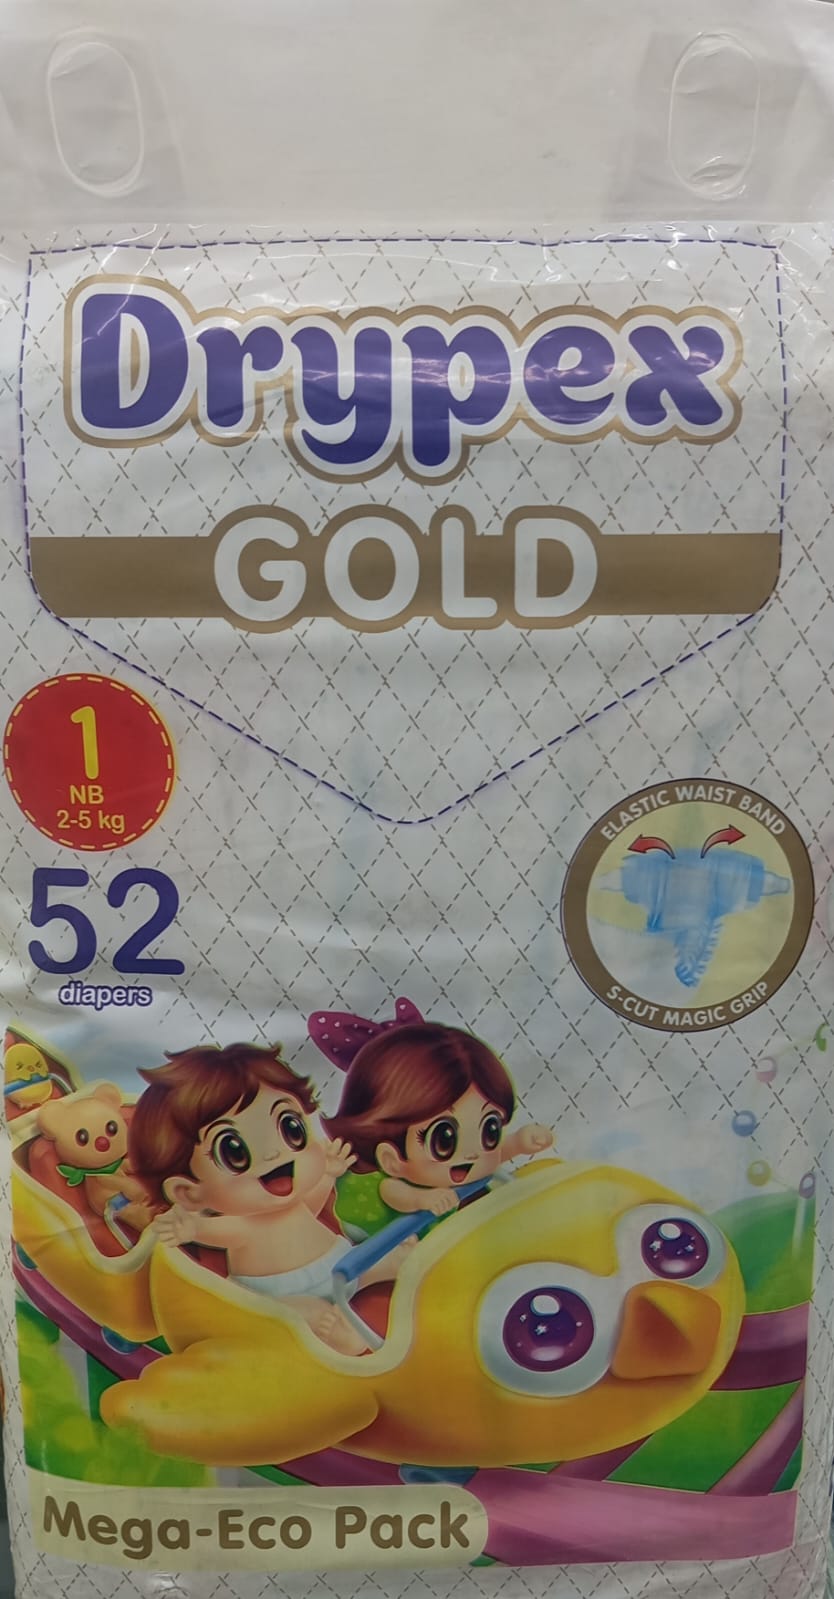 Drypex
GOLD
1
NB
2-5 kg
52
diapers
ELASTIC WAIST BAND
S-CUT MAGIC GRIP
Mega-Eco Pack